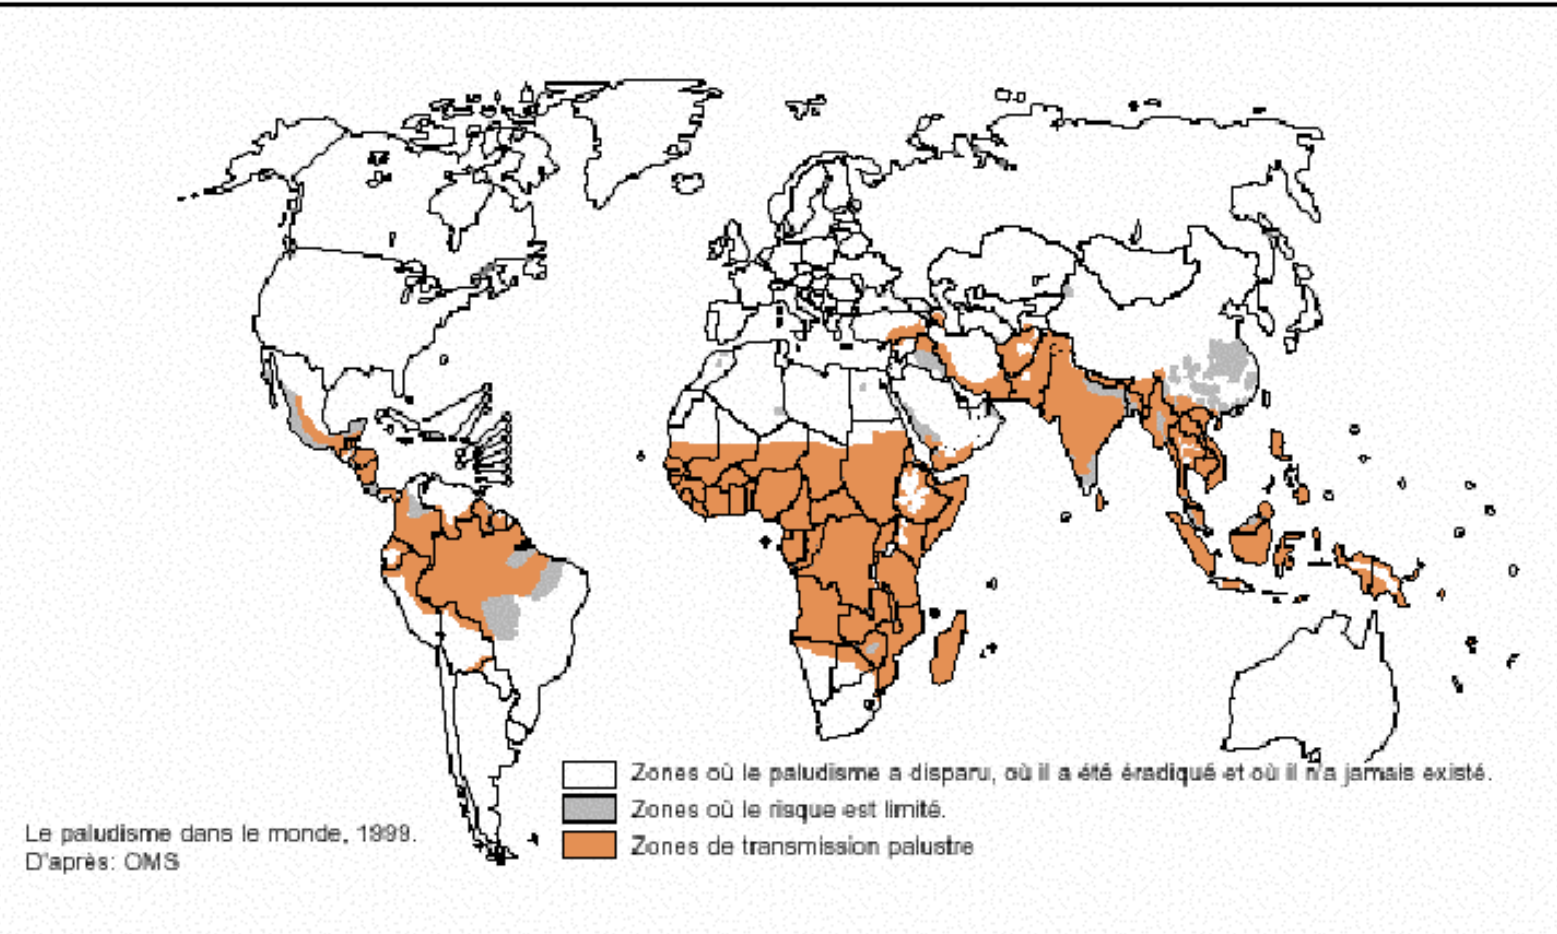 Zones où le paludisme a disparu, où il a été éradiqué et où il n'a jamais existé.
Zones où le risque est limité.
Zones de transmission palustre
Le paludisme dans le monde, 1999.
D'après: OMS